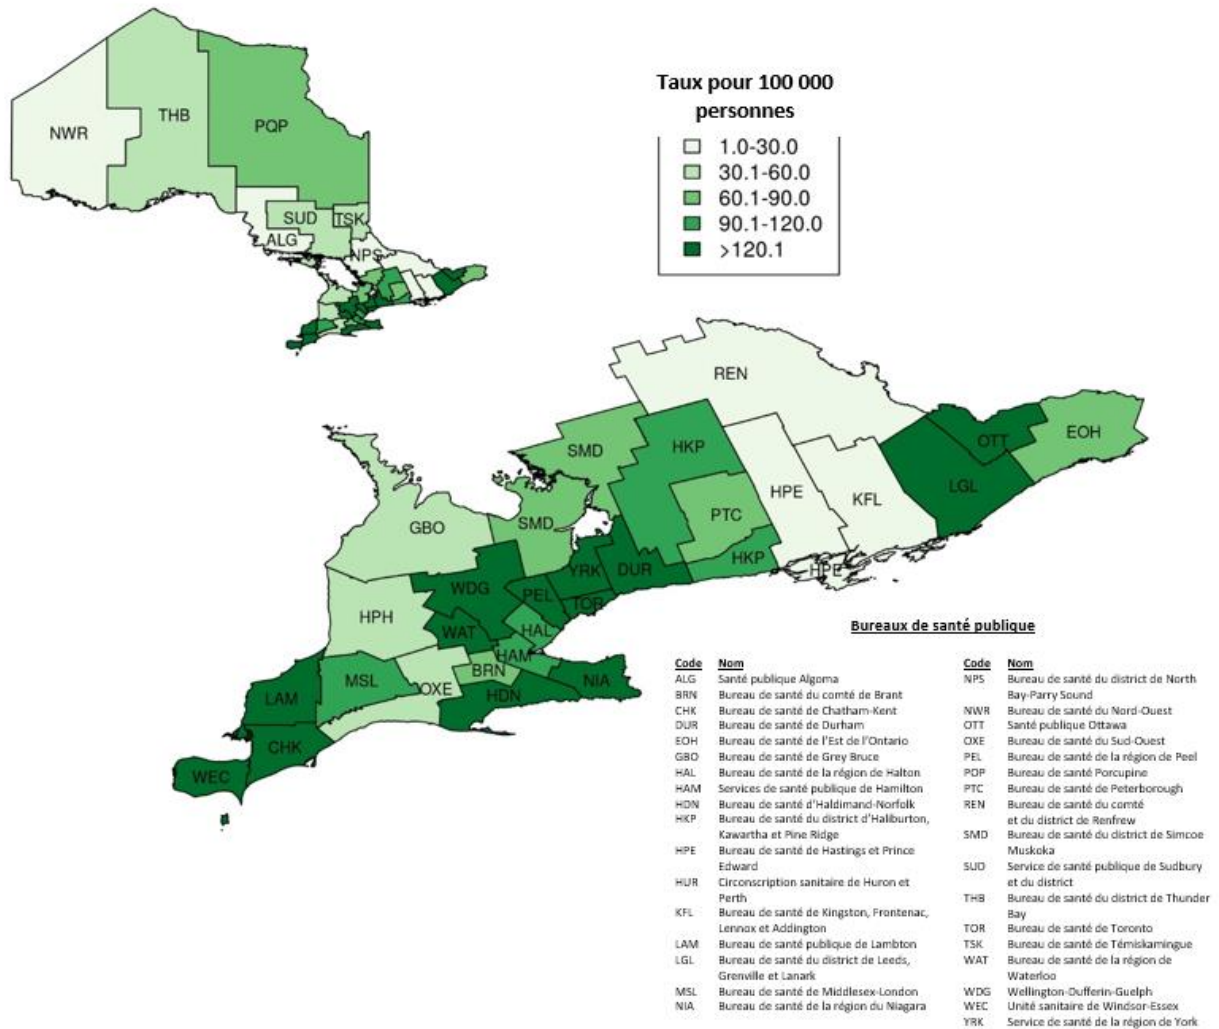 Taux pour 100 000
personnes
1.0-30.0
30.1-60.0
60.1-90.0
90.1-120.0
>120.1
NWR
THB
PQP
SUD
TSK
ALG
NPS
REN
SMD
HKP
OTT
EOH
HPE
KFL
LGL
PTC
GBO
SMD
HKP
HPE
YRK
DUR
WDG
PEL
TOR
HPH
WAT
HAL
HAM
MSL
OXE
BRN
NIA
LAM
HDN
CHK
WEC
Bureaux de santé publique
Code Nom
ALG Santé publique Algoma
BRN Bureau de santé du comté de Brant
CHK Bureau de santé de Chatham-Kent
DUR Bureau de santé de Durham
EOH Bureau de santé de l'Est de l'Ontario
GBO Bureau de santé de Grey Bruce
HAL Bureau de santé de la région de Halton
HAM Services de santé publique de Hamilton
HDN Bureau de santé d'Haldimand-Norfolk
HKP Bureau de santé du district d'Haliburton,
Kawartha et Pine Ridge
HPE Bureau de santé de Hastings et Prince
Edward
HUR Circonscription sanitaire de Huron et
Perth
KFL Bureau de santé de Kingston, Frontenac,
Lennox et Addington
LAM Bureau de santé publique de Lambton
LGL Bureau de santé du district de Leeds,
Grenville et Lanark
MSL Bureau de santé de Middlesex-London
NIA Bureau de santé de la région du Niagara
Code Nom
NPS Bureau de santé du district de North
Bay-Parry Sound
NWR Bureau de santé du Nord-Ouest
OTT Santé publique Ottawa
OXE Bureau de santé du Sud-Ouest
PEL Bureau de santé de la région de Peel
POP Bureau de santé Porcupine
PTC Bureau de santé de Peterborough
REN Bureau de santé du comté
et du district de Renfrew
SMD Bureau de santé du district de Simcoe
Muskoka
SUD Service de santé publique de Sudbury
et du district
THB Bureau de santé du district de Thunder
Bay
TOR Bureau de santé de Toronto
TSK Bureau de santé de Témiskamingue
WAT Bureau de santé de la région de
Waterloo
WDG Wellington-Dufferin-Guelph
WEC Unité sanitaire de Windsor-Essex
YRK Service de santé de la région de York